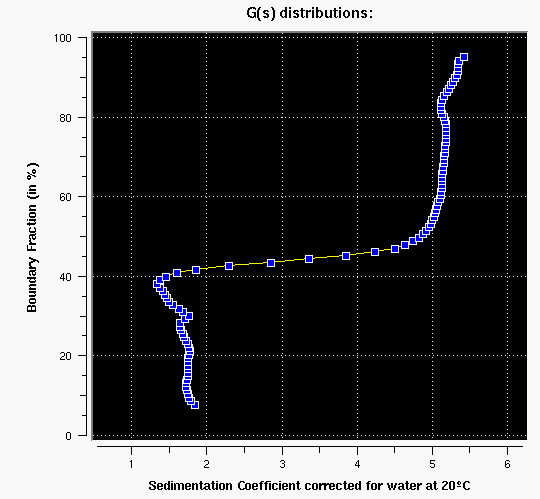 G(s) distributions:
Boundary Fraction (in %)
100
80
60
40
20
0
1 2 3 4 5 6
Sedimentation Coefficient corrected for water at 20ºC